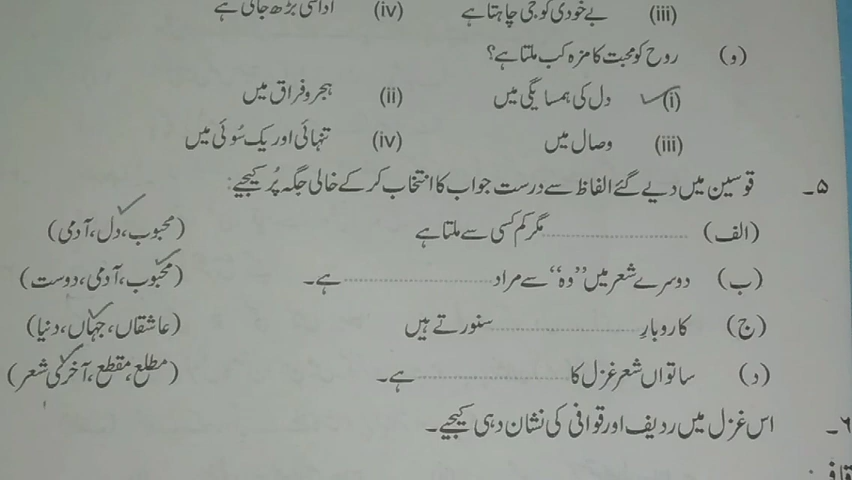 (iii) بے خودی کو جی چاہتا ہے (iv) اداسی بڑھ جاتی ہے
(و) روح کو محبت کا مزہ کب ملتا ہے؟
(i) دل کی ہمسایگی میں (ii) ہجر و فراق میں
(iii) وصال میں (iv) تنہائی اور یک سُوئی میں
۵۔ قوسین میں دیے گئے الفاظ سے درست جواب کا انتخاب کر کے خالی جگہ پُر کیجیے:
(الف) ............ مگر کم کسی سے ملتا ہے (محبوب، دل، آدمی)
(ب) دوسرے شعر میں ”وہ“ سے مراد ............ ہے۔ (محبوب، آدمی، دوست)
(ج) کاروبارِ ............ سنورتے ہیں (عاشقاں، جہاں، دنیا)
(د) ساتواں شعر غزل کا ............ ہے۔ (مطلع، مقطع، آخری شعر)
۶۔ اس غزل میں ردیف اور قوافی کی نشان دہی کیجیے۔